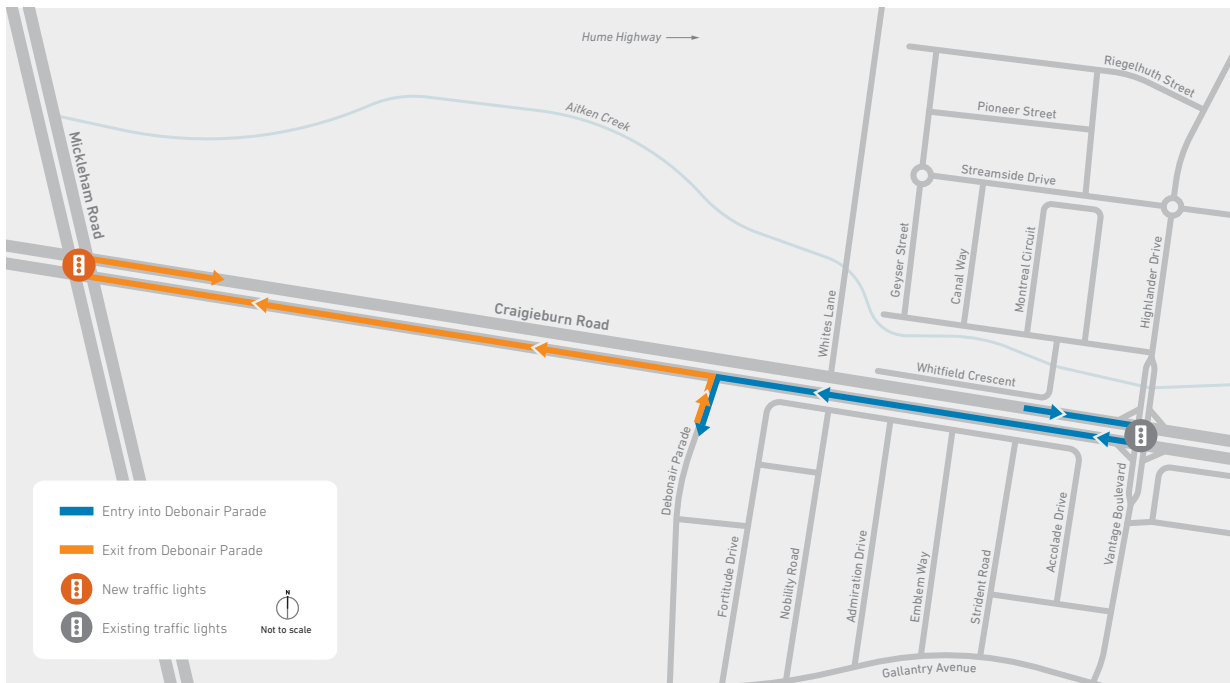 Hume Highway
Riegelhuth Street
Aitken Creek
Pioneer Street
Mickleham Road
Streamside Drive
Geyser Street
Canal Way
Montreal Circuit
Highlander Drive
Craigieburn Road
Whites Lane
Whitfield Crescent
Debonair Parade
Fortitude Drive
Nobility Road
Admiration Drive
Emblem Way
Strident Road
Accolade Drive
Vantage Boulevard
Gallantry Avenue
Entry into Debonair Parade
Exit from Debonair Parade
New traffic lights
Existing traffic lights
N
Not to scale